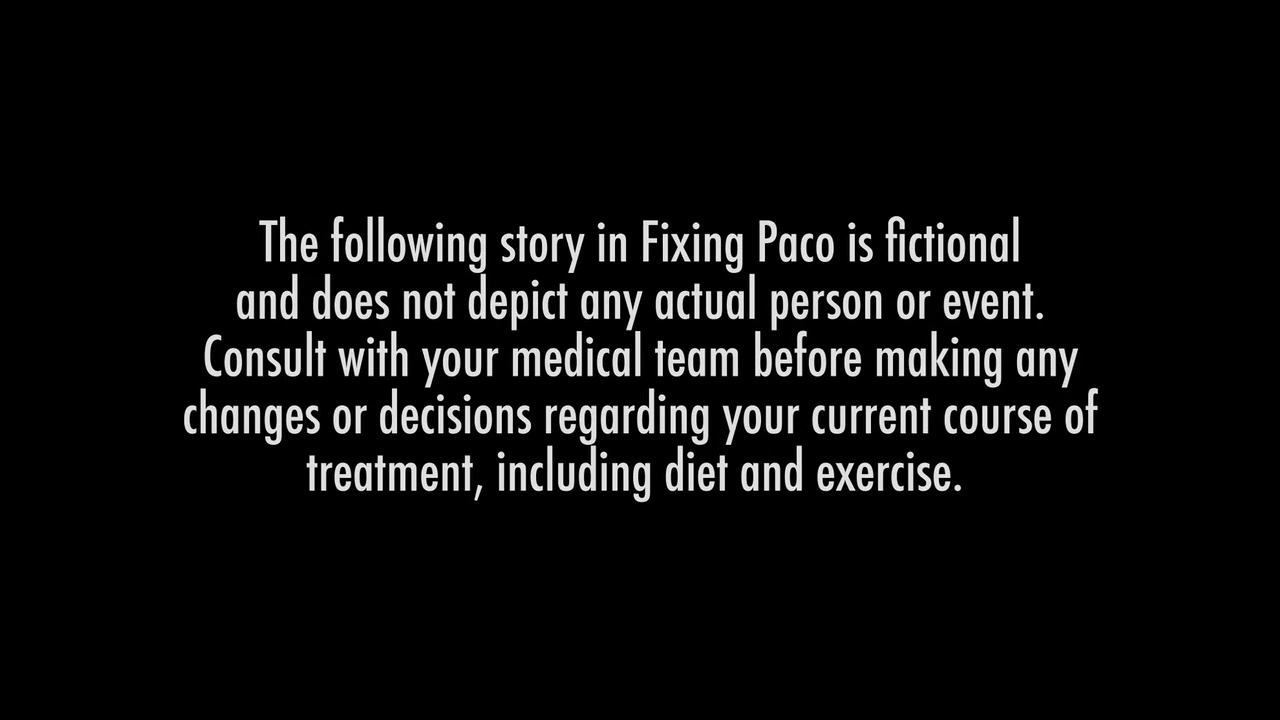 The following story in Fixing Paco is fictional
and does not depict any actual person or event.
Consult with your medical team before making any
changes or decisions regarding your current course of
treatment, including diet and exercise.